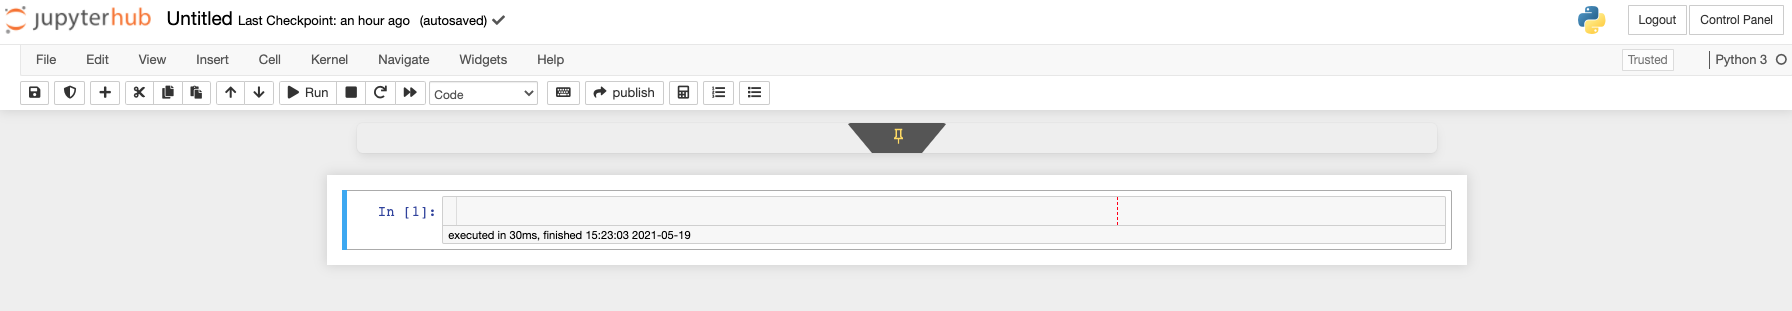 jupyterhub Untitled Last Checkpoint: an hour ago (autosaved) Logout Control Panel
File Edit View Insert Cell Kernel Navigate Widgets Help Trusted Python 3
Run Code publish
In [1]:
executed in 30ms, finished 15:23:03 2021-05-19